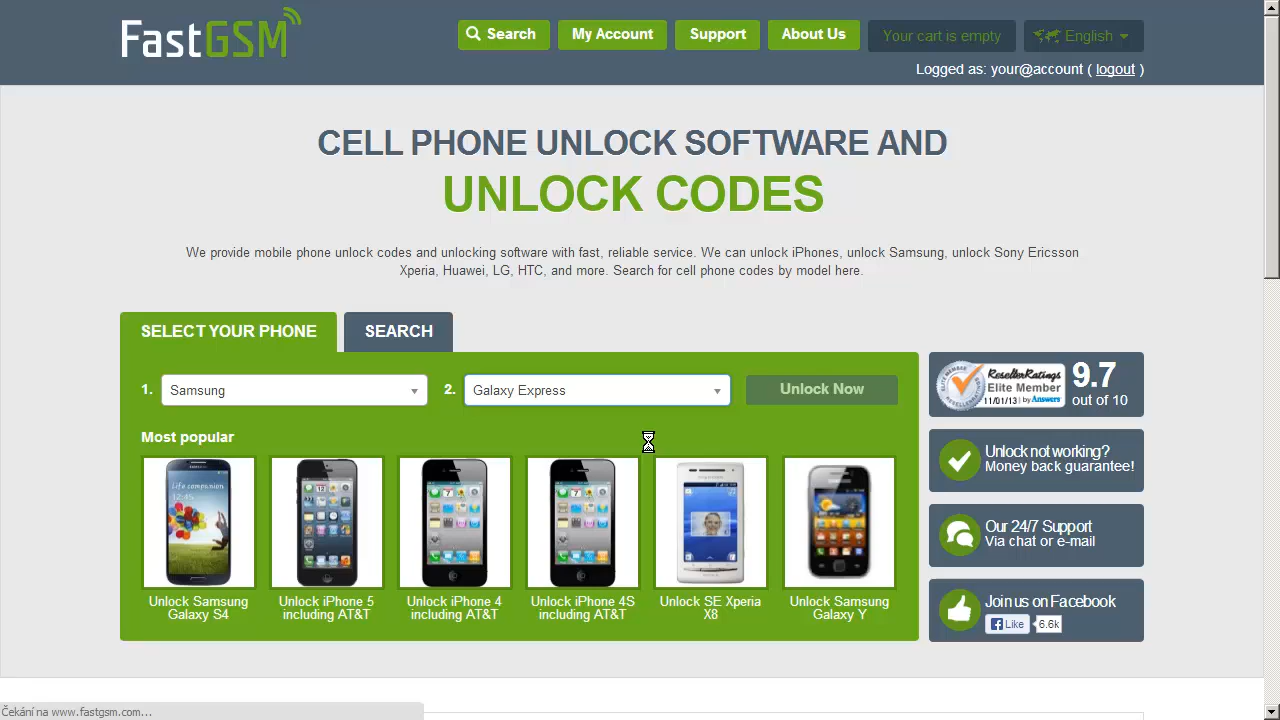 FastGSM
Search
My Account
Support
About Us
Your cart is empty
English
Logged as: your@account ( logout )
CELL PHONE UNLOCK SOFTWARE AND
UNLOCK CODES
We provide mobile phone unlock codes and unlocking software with fast, reliable service. We can unlock iPhones, unlock Samsung, unlock Sony Ericsson
Xperia, Huawei, LG, HTC, and more. Search for cell phone codes by model here.
SELECT YOUR PHONE
SEARCH
1. Samsung
2. Galaxy Express
Unlock Now
Most popular
Life companion
12:45
Unlock Samsung
Galaxy S4
Unlock iPhone 5
including AT&T
Unlock iPhone 4
including AT&T
Unlock iPhone 4S
including AT&T
Unlock SE Xperia
X8
Unlock Samsung
Galaxy Y
ResellerRatings
Elite Member
11/01/13 | by Answers
9.7
out of 10
Unlock not working?
Money back guarantee!
Our 24/7 Support
Via chat or e-mail
Join us on Facebook
Like 6.6k
Čekání na www.fastgsm.com...